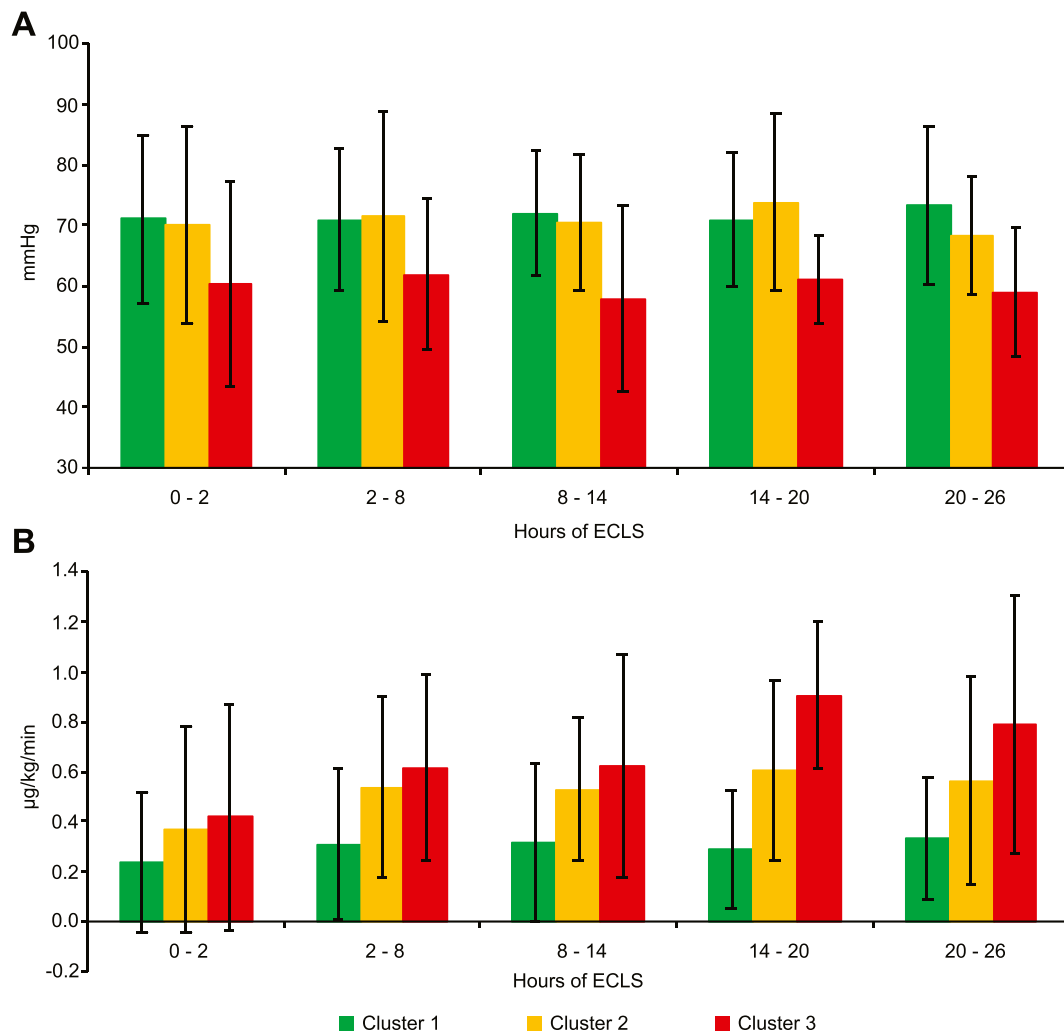 A
100
90
80
70
60
50
40
30
mmHg
0 - 2 2 - 8 8 - 14 14 - 20 20 - 26
Hours of ECLS
B
1.4
1.2
1.0
0.8
0.6
0.4
0.2
0.0
-0.2
µg/kg/min
0 - 2 2 - 8 8 - 14 14 - 20 20 - 26
Hours of ECLS
Cluster 1 Cluster 2 Cluster 3